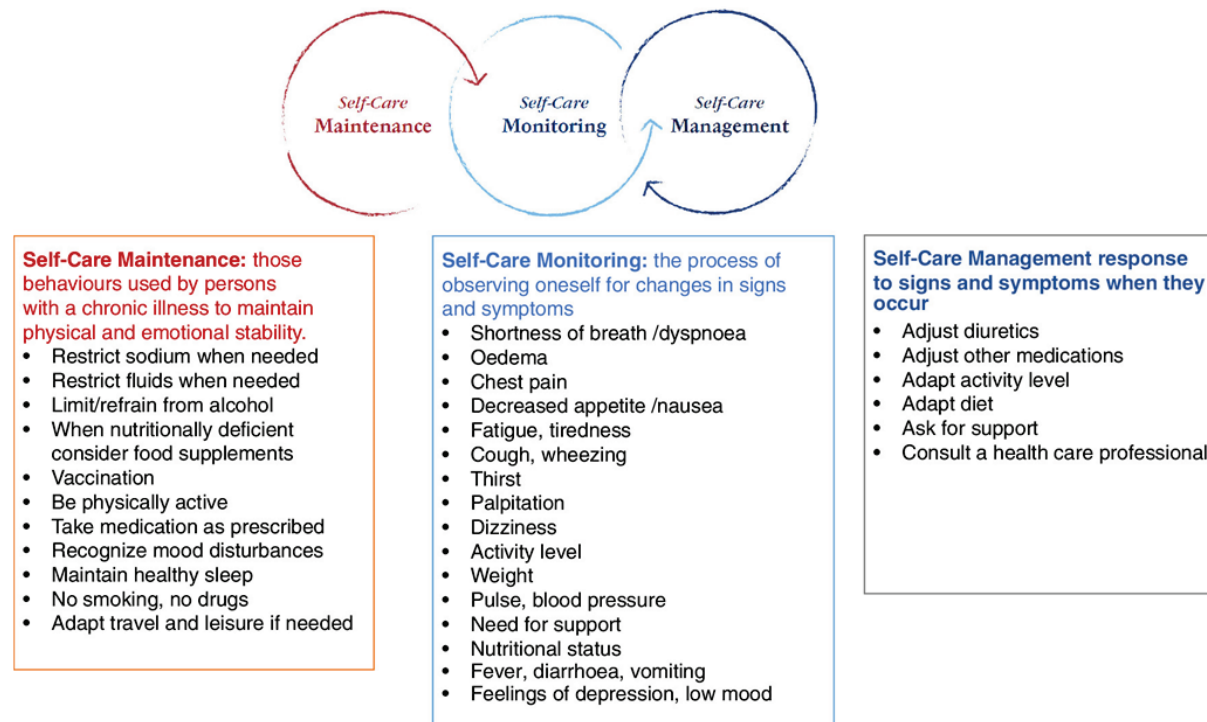 Self-Care
Maintenance
Self-Care
Monitoring
Self-Care
Management
Self-Care Maintenance: those
behaviours used by persons
with a chronic illness to maintain
physical and emotional stability.
• Restrict sodium when needed
• Restrict fluids when needed
• Limit/refrain from alcohol
• When nutritionally deficient
consider food supplements
• Vaccination
• Be physically active
• Take medication as prescribed
• Recognize mood disturbances
• Maintain healthy sleep
• No smoking, no drugs
• Adapt travel and leisure if needed
Self-Care Monitoring: the process of
observing oneself for changes in signs
and symptoms
• Shortness of breath /dyspnoea
• Oedema
• Chest pain
• Decreased appetite /nausea
• Fatigue, tiredness
• Cough, wheezing
• Thirst
• Palpitation
• Dizziness
• Activity level
• Weight
• Pulse, blood pressure
• Need for support
• Nutritional status
• Fever, diarrhoea, vomiting
• Feelings of depression, low mood
Self-Care Management response
to signs and symptoms when they
occur
• Adjust diuretics
• Adjust other medications
• Adapt activity level
• Adapt diet
• Ask for support
• Consult a health care professional